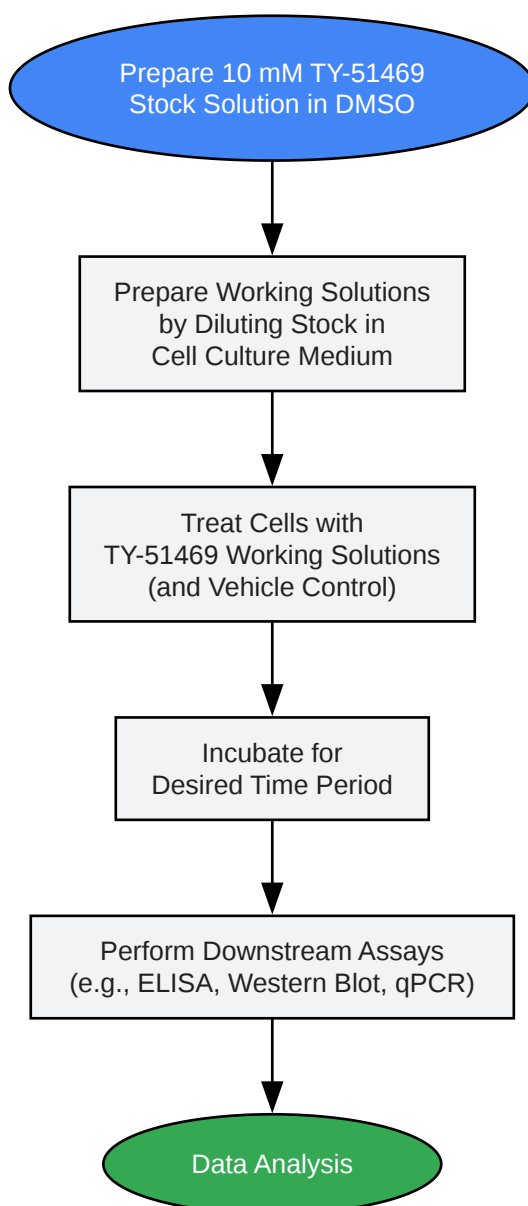 Prepare 10 mM TY-51469
Stock Solution in DMSO
Prepare Working Solutions
by Diluting Stock in
Cell Culture Medium
Treat Cells with
TY-51469 Working Solutions
(and Vehicle Control)
Incubate for
Desired Time Period
Perform Downstream Assays
(e.g., ELISA, Western Blot, qPCR)
Data Analysis